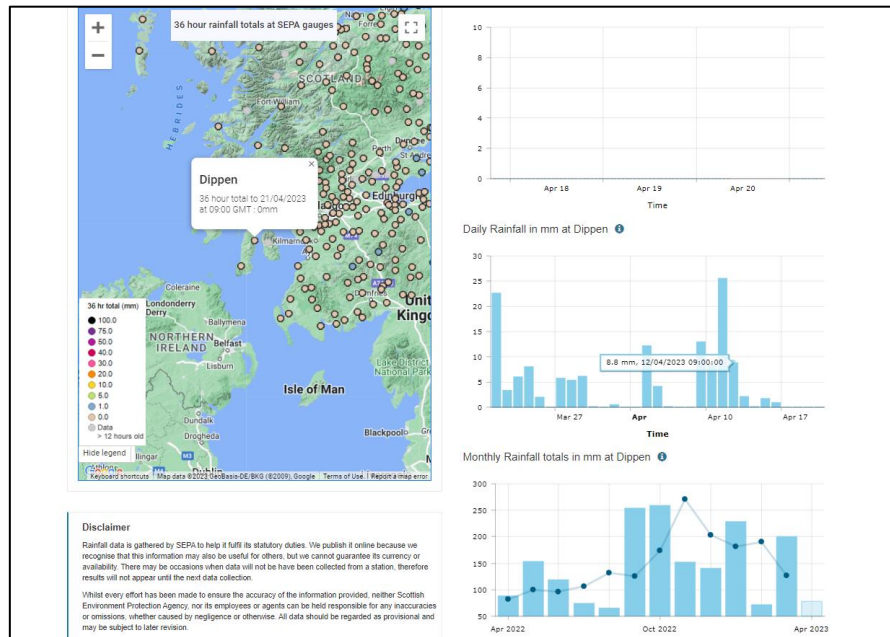 36 hour rainfall totals at SEPA gauges
+
−
SCOTLAND
Fort William
HEBRIDES
Perth
Dundee
St Andre
Dippen
×
36 hour total to 21/04/2023
at 09:00 GMT : 0mm
Edinburgh
Kilmarnock
Dumfries
Unit
Kingd
Coleraine
Londonderry
Derry
Ballymena
NORTHERN
IRELAND
Belfast
Lisburn
Lake District
National Park
Isle of Man
Dundalk
Drogheda
Blackpool
Dublin
M3
36 hr total (mm)
100.0
75.0
50.0
40.0
30.0
20.0
10.0
5.0
1.0
0.0
Data
> 12 hours old
Hide legend
Google
Keyboard shortcuts
Map data ©2023 GeoBasis-DE/BKG (©2009), Google
Terms of Use
Report a map error
Disclaimer
Rainfall data is gathered by SEPA to help it fulfil its statutory duties. We publish it online because we
recognise that this information may also be useful for others, but we cannot guarantee its currency or
availability. There may be occasions when data will not be have been collected from a station, therefore
results will not appear until the next data collection.
Whilst every effort has been made to ensure the accuracy of the information provided, neither Scottish
Environment Protection Agency, nor its employees or agents can be held responsible for any inaccuracies
or omissions, whether caused by negligence or otherwise. All data should be regarded as provisional and
may be subject to later revision.
10
8
6
4
2
0
Apr 18
Apr 19
Apr 20
Time
Daily Rainfall in mm at Dippen
30
25
20
15
10
5
0
8.8 mm, 12/04/2023 09:00:00
Mar 27
Apr
Apr 10
Apr 17
Time
Monthly Rainfall totals in mm at Dippen
300
250
200
150
100
50
Apr 2022
Oct 2022
Apr 2023